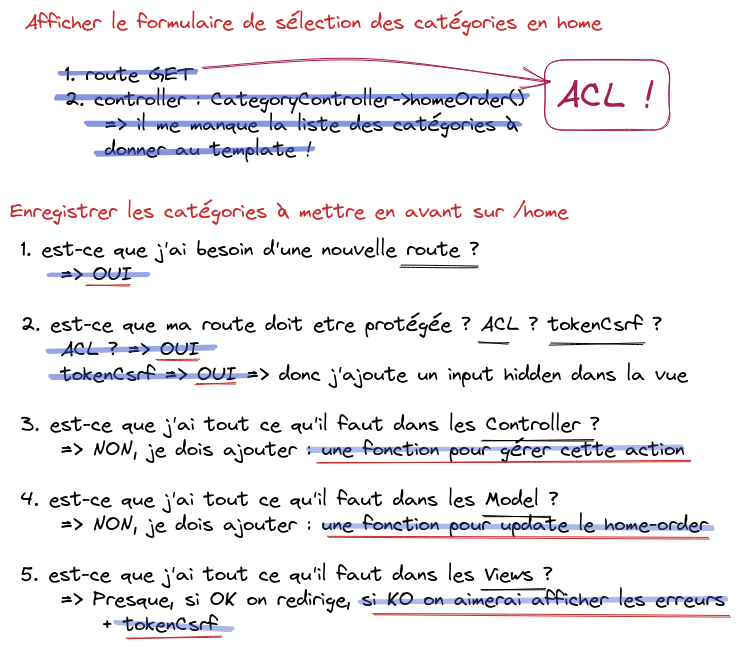 Afficher le formulaire de sélection des catégories en home
1. route GET
2. controller : CategoryController->homeOrder()
=> il me manque la liste des catégories à
donner au template !
ACL !
Enregistrer les catégories à mettre en avant sur /home
1. est-ce que j'ai besoin d'une nouvelle route ?
=> OUI
2. est-ce que ma route doit etre protégée ? ACL ? tokenCsrf ?
ACL ? => OUI
tokenCsrf => OUI => donc j'ajoute un input hidden dans la vue
3. est-ce que j'ai tout ce qu'il faut dans les Controller ?
=> NON, je dois ajouter : une fonction pour gérer cette action
4. est-ce que j'ai tout ce qu'il faut dans les Model ?
=> NON, je dois ajouter : une fonction pour update le home-order
5. est-ce que j'ai tout ce qu'il faut dans les Views ?
=> Presque, si OK on redirige, si KO on aimerai afficher les erreurs
+ tokenCsrf